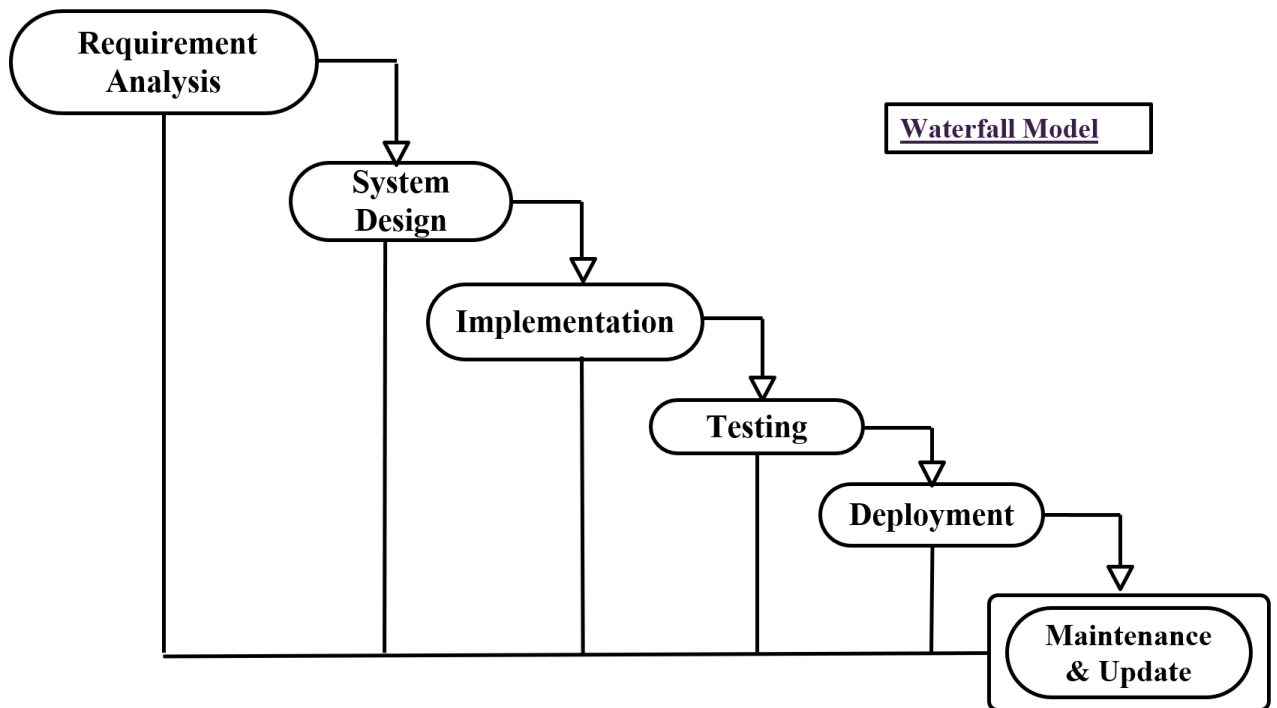 Requirement
Analysis
Waterfall Model
System
Design
Implementation
Testing
Deployment
Maintenance
& Update